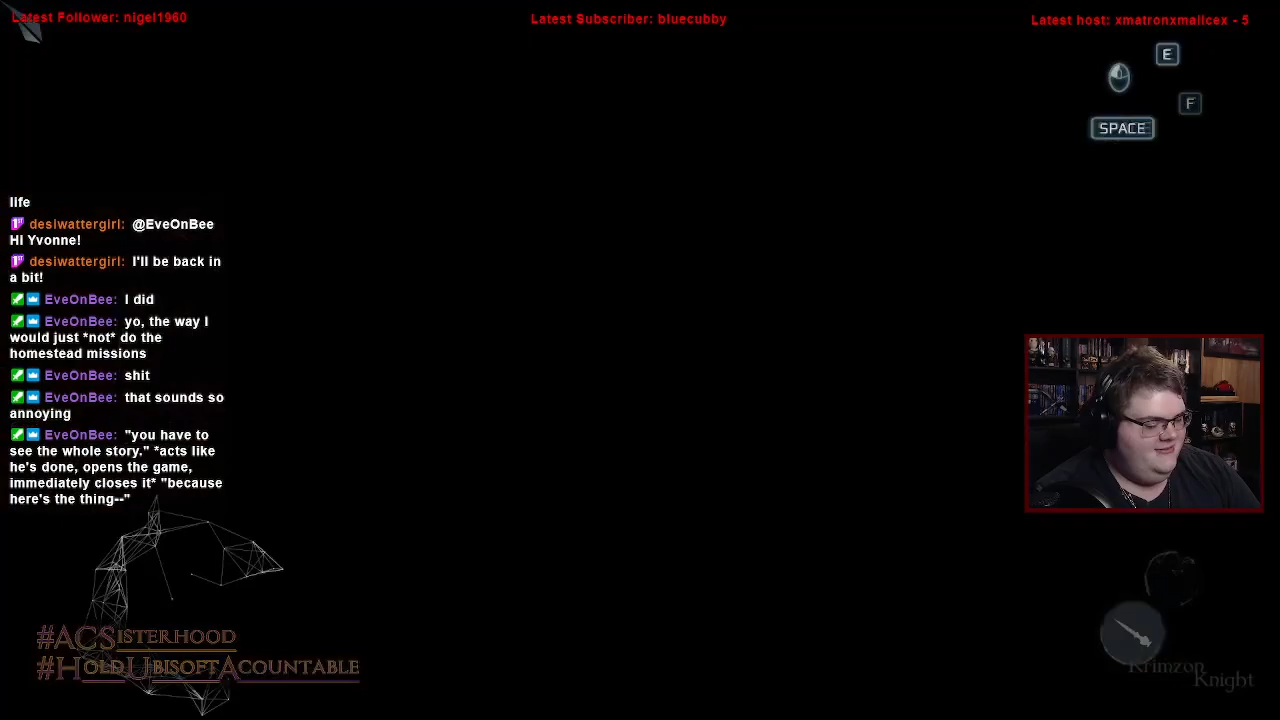 Latest Follower: nigel1960
Latest Subscriber: bluecubby
Latest host: xmatronxmalicex - 5
E
F
SPACE
life
desiwattergirl: @EveOnBee
Hi Yvonne!
desiwattergirl: I'll be back in
a bit!
EveOnBee: I did
EveOnBee: yo, the way I
would just *not* do the
homestead missions
EveOnBee: shit
EveOnBee: that sounds so
annoying
EveOnBee: "you have to
see the whole story." *acts like
he's done, opens the game,
immediately closes it* "because
here's the thing--"
#ACSisterhood
#HoldUbisoftAcountable
Krimzon
Knight